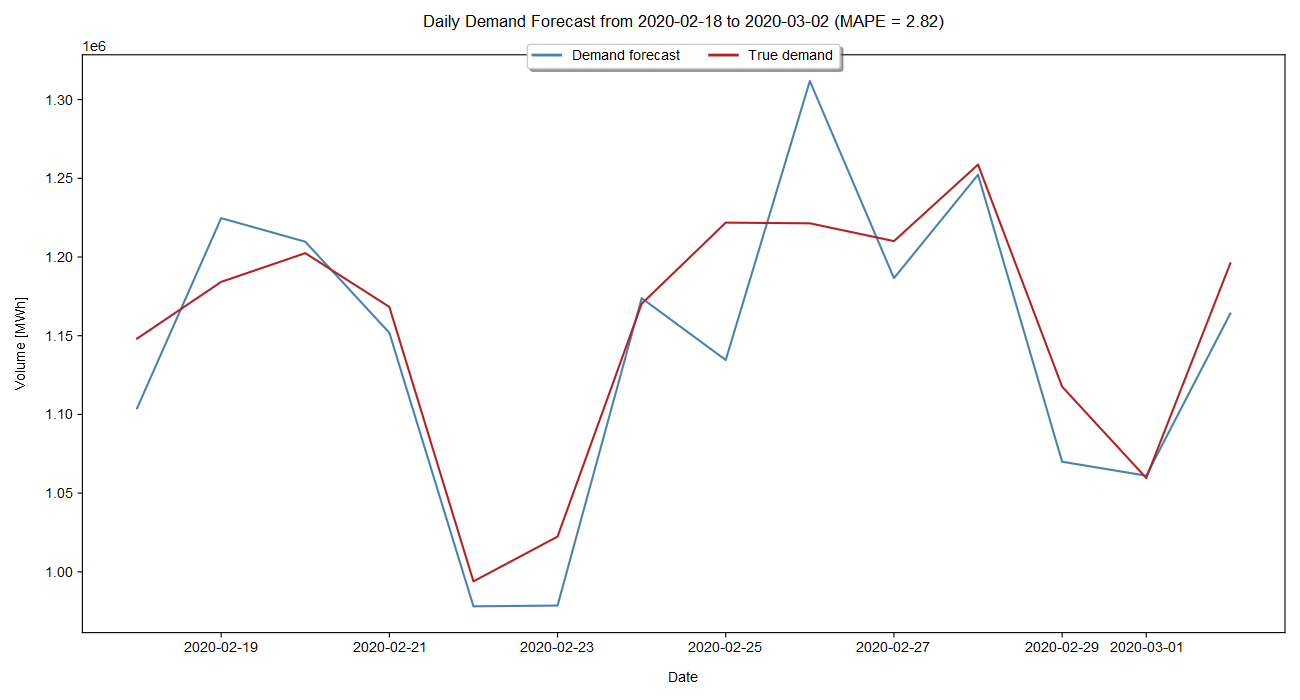 Daily Demand Forecast from 2020-02-18 to 2020-03-02 (MAPE = 2.82)
1e6
Demand forecast
True demand
1.30
1.25
1.20
1.15
1.10
1.05
1.00
Volume [MWh]
2020-02-19
2020-02-21
2020-02-23
2020-02-25
2020-02-27
2020-02-29
2020-03-01
Date